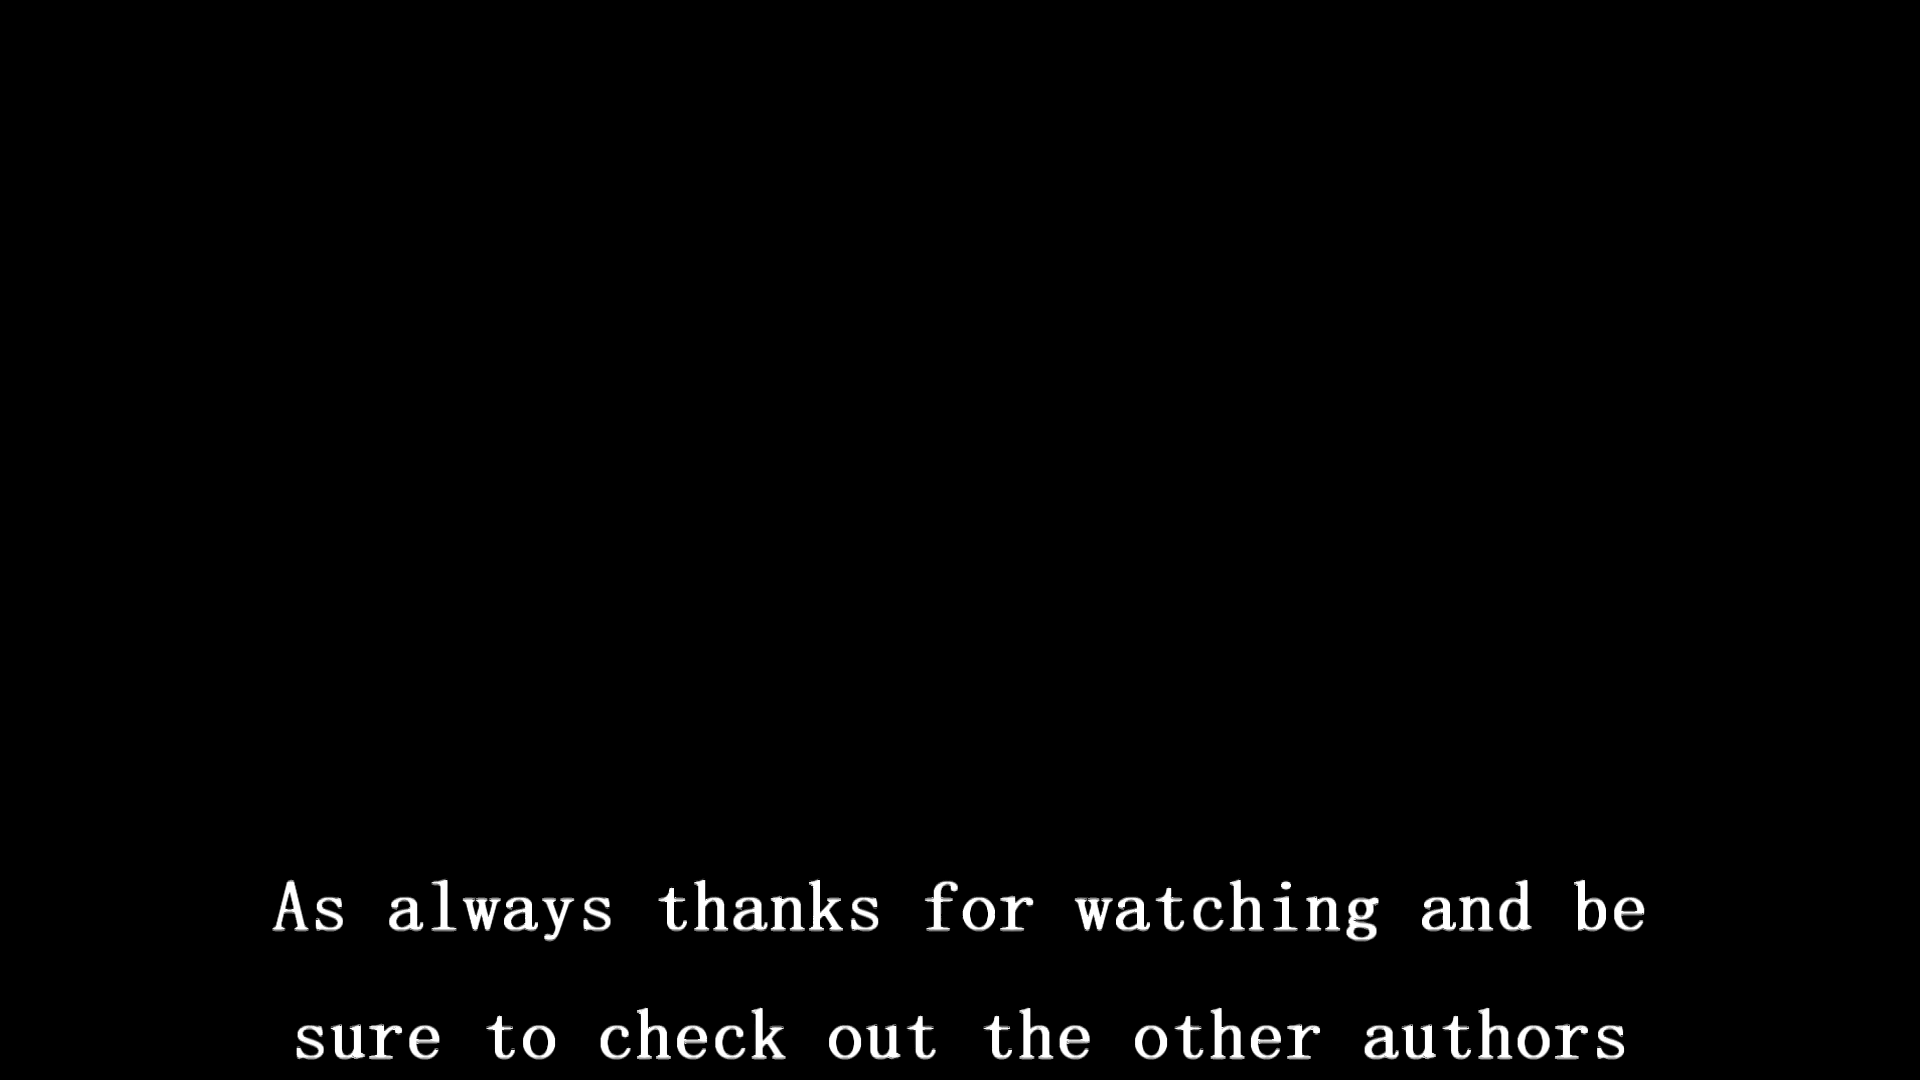 As always thanks for watching and be
sure to check out the other authors